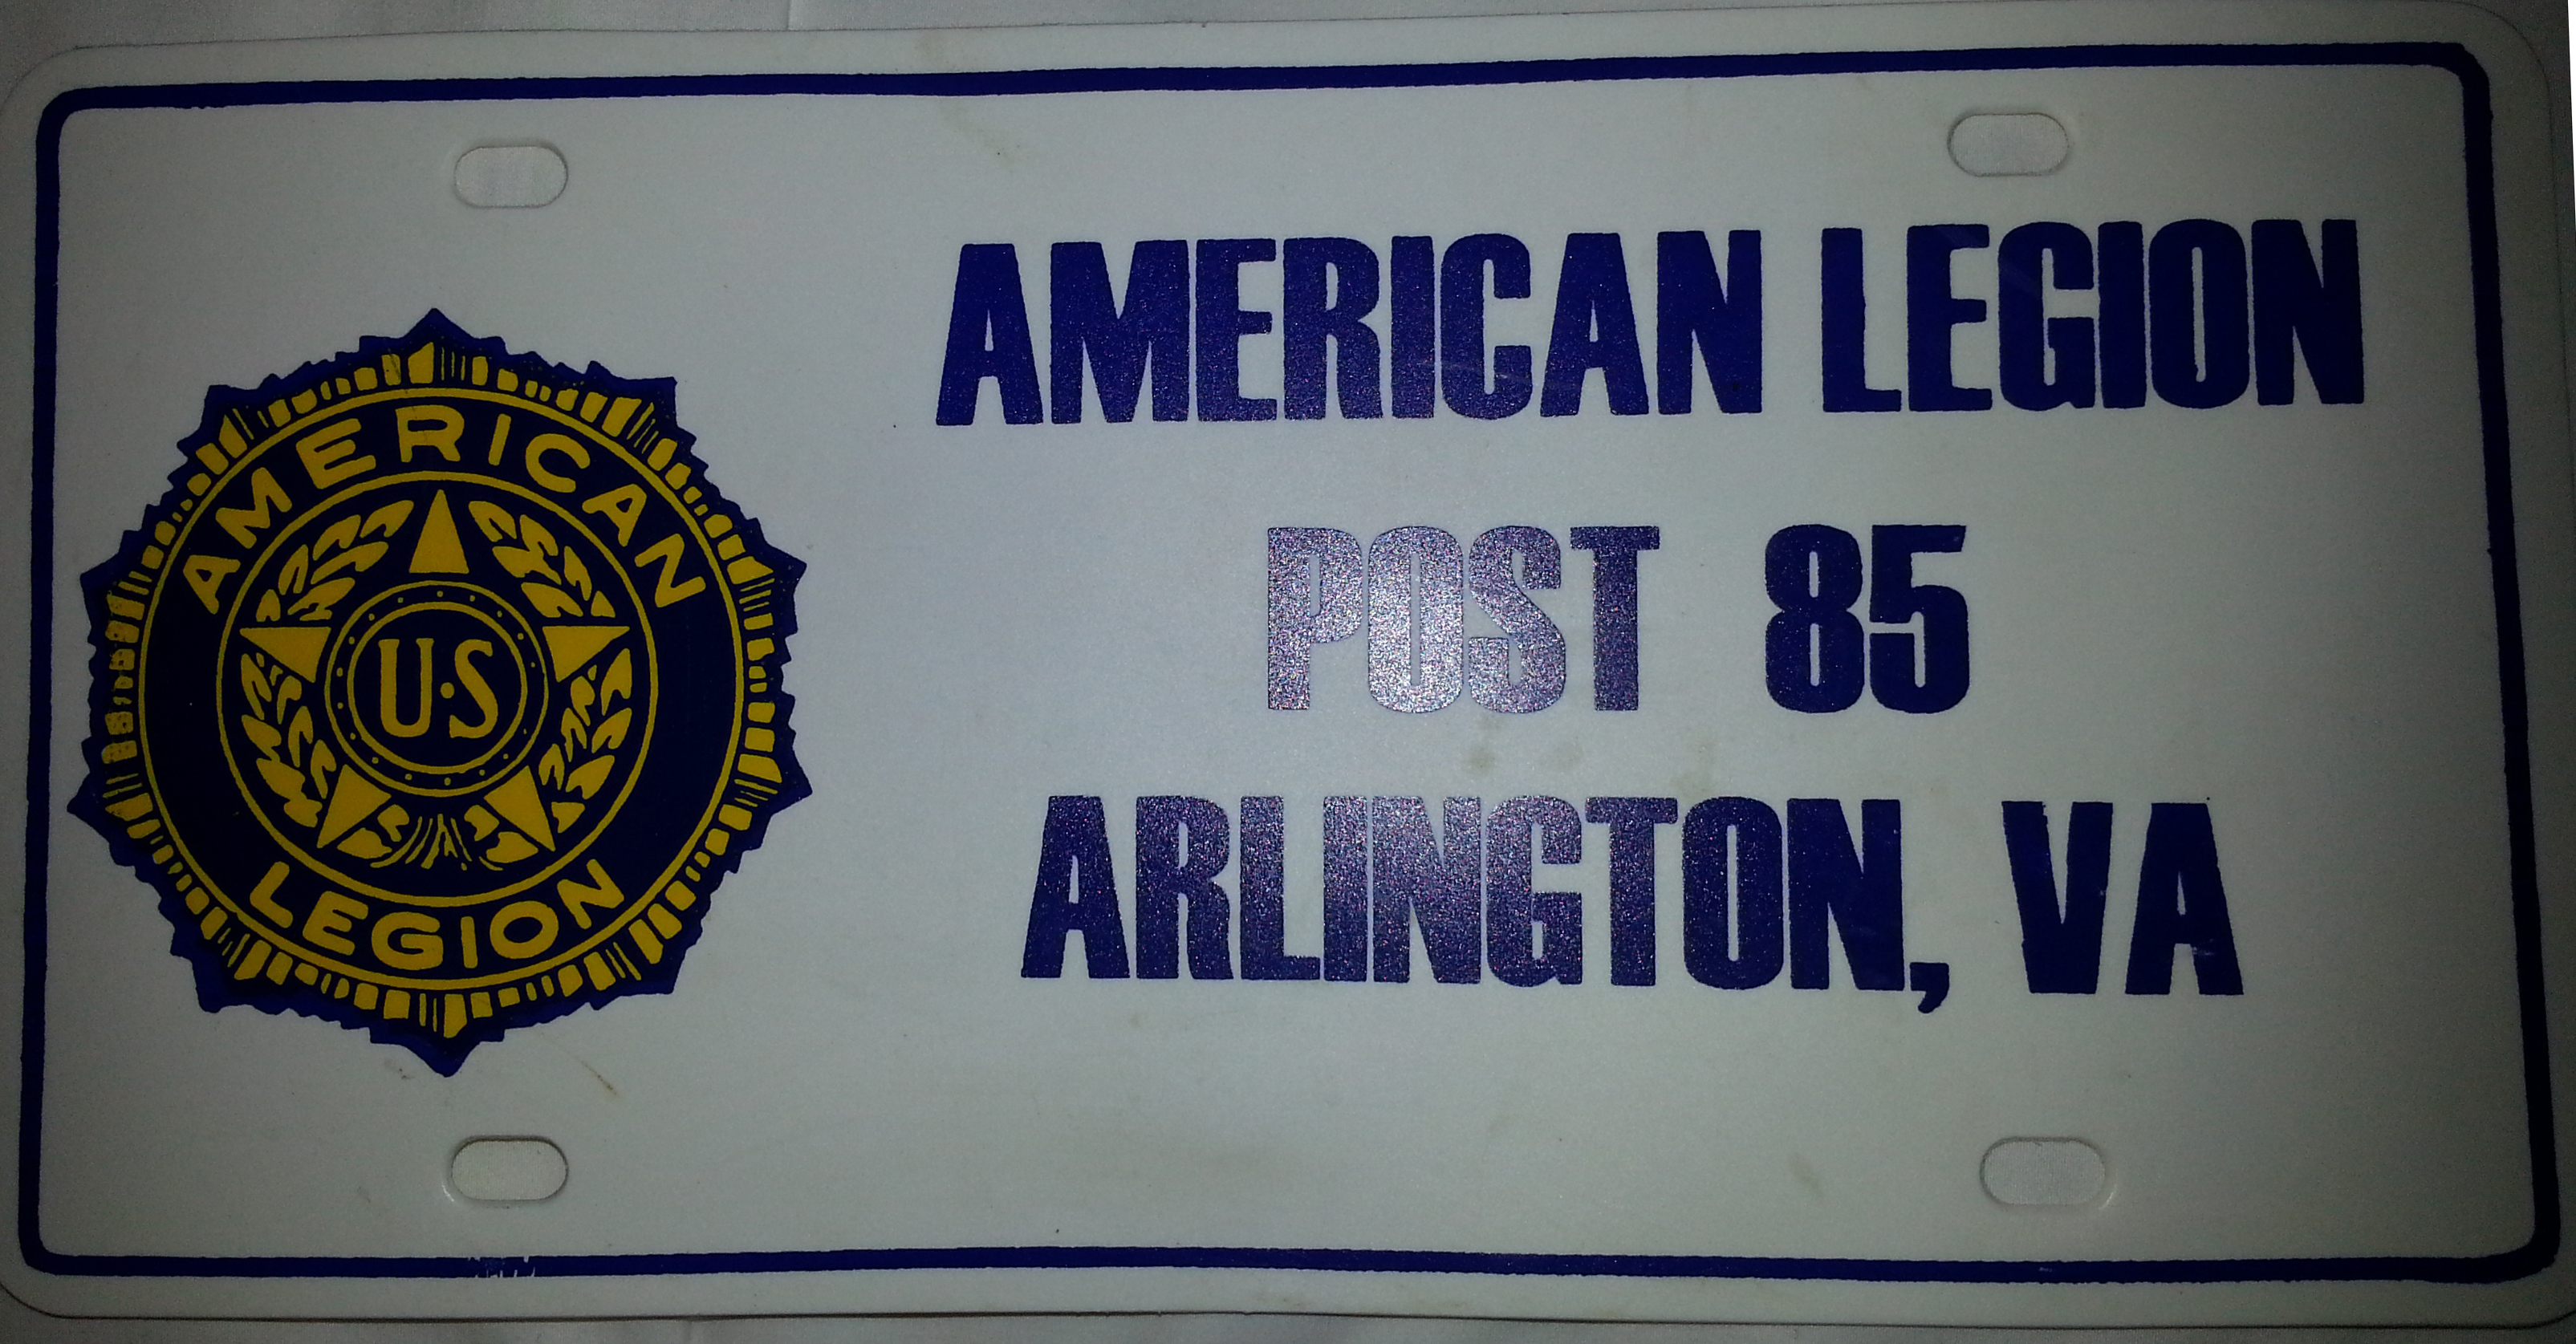 AMERICAN LEGION
POST 85
ARLINGTON, VA
AMERICAN
U.S
LEGION